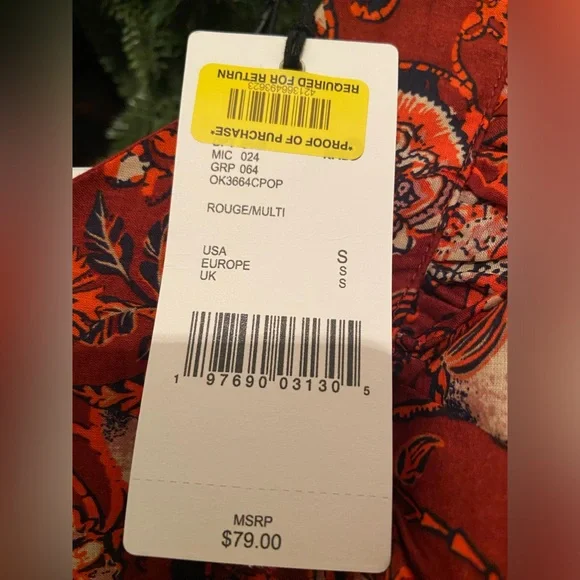 REQUIRED FOR RETURN
421366493623
*PROOF OF PURCHASE*
MIC 024
GRP 064
OK3664CPOP
ROUGE/MULTI
USA S
EUROPE S
UK S
1 97690 03130 5
MSRP
$79.00